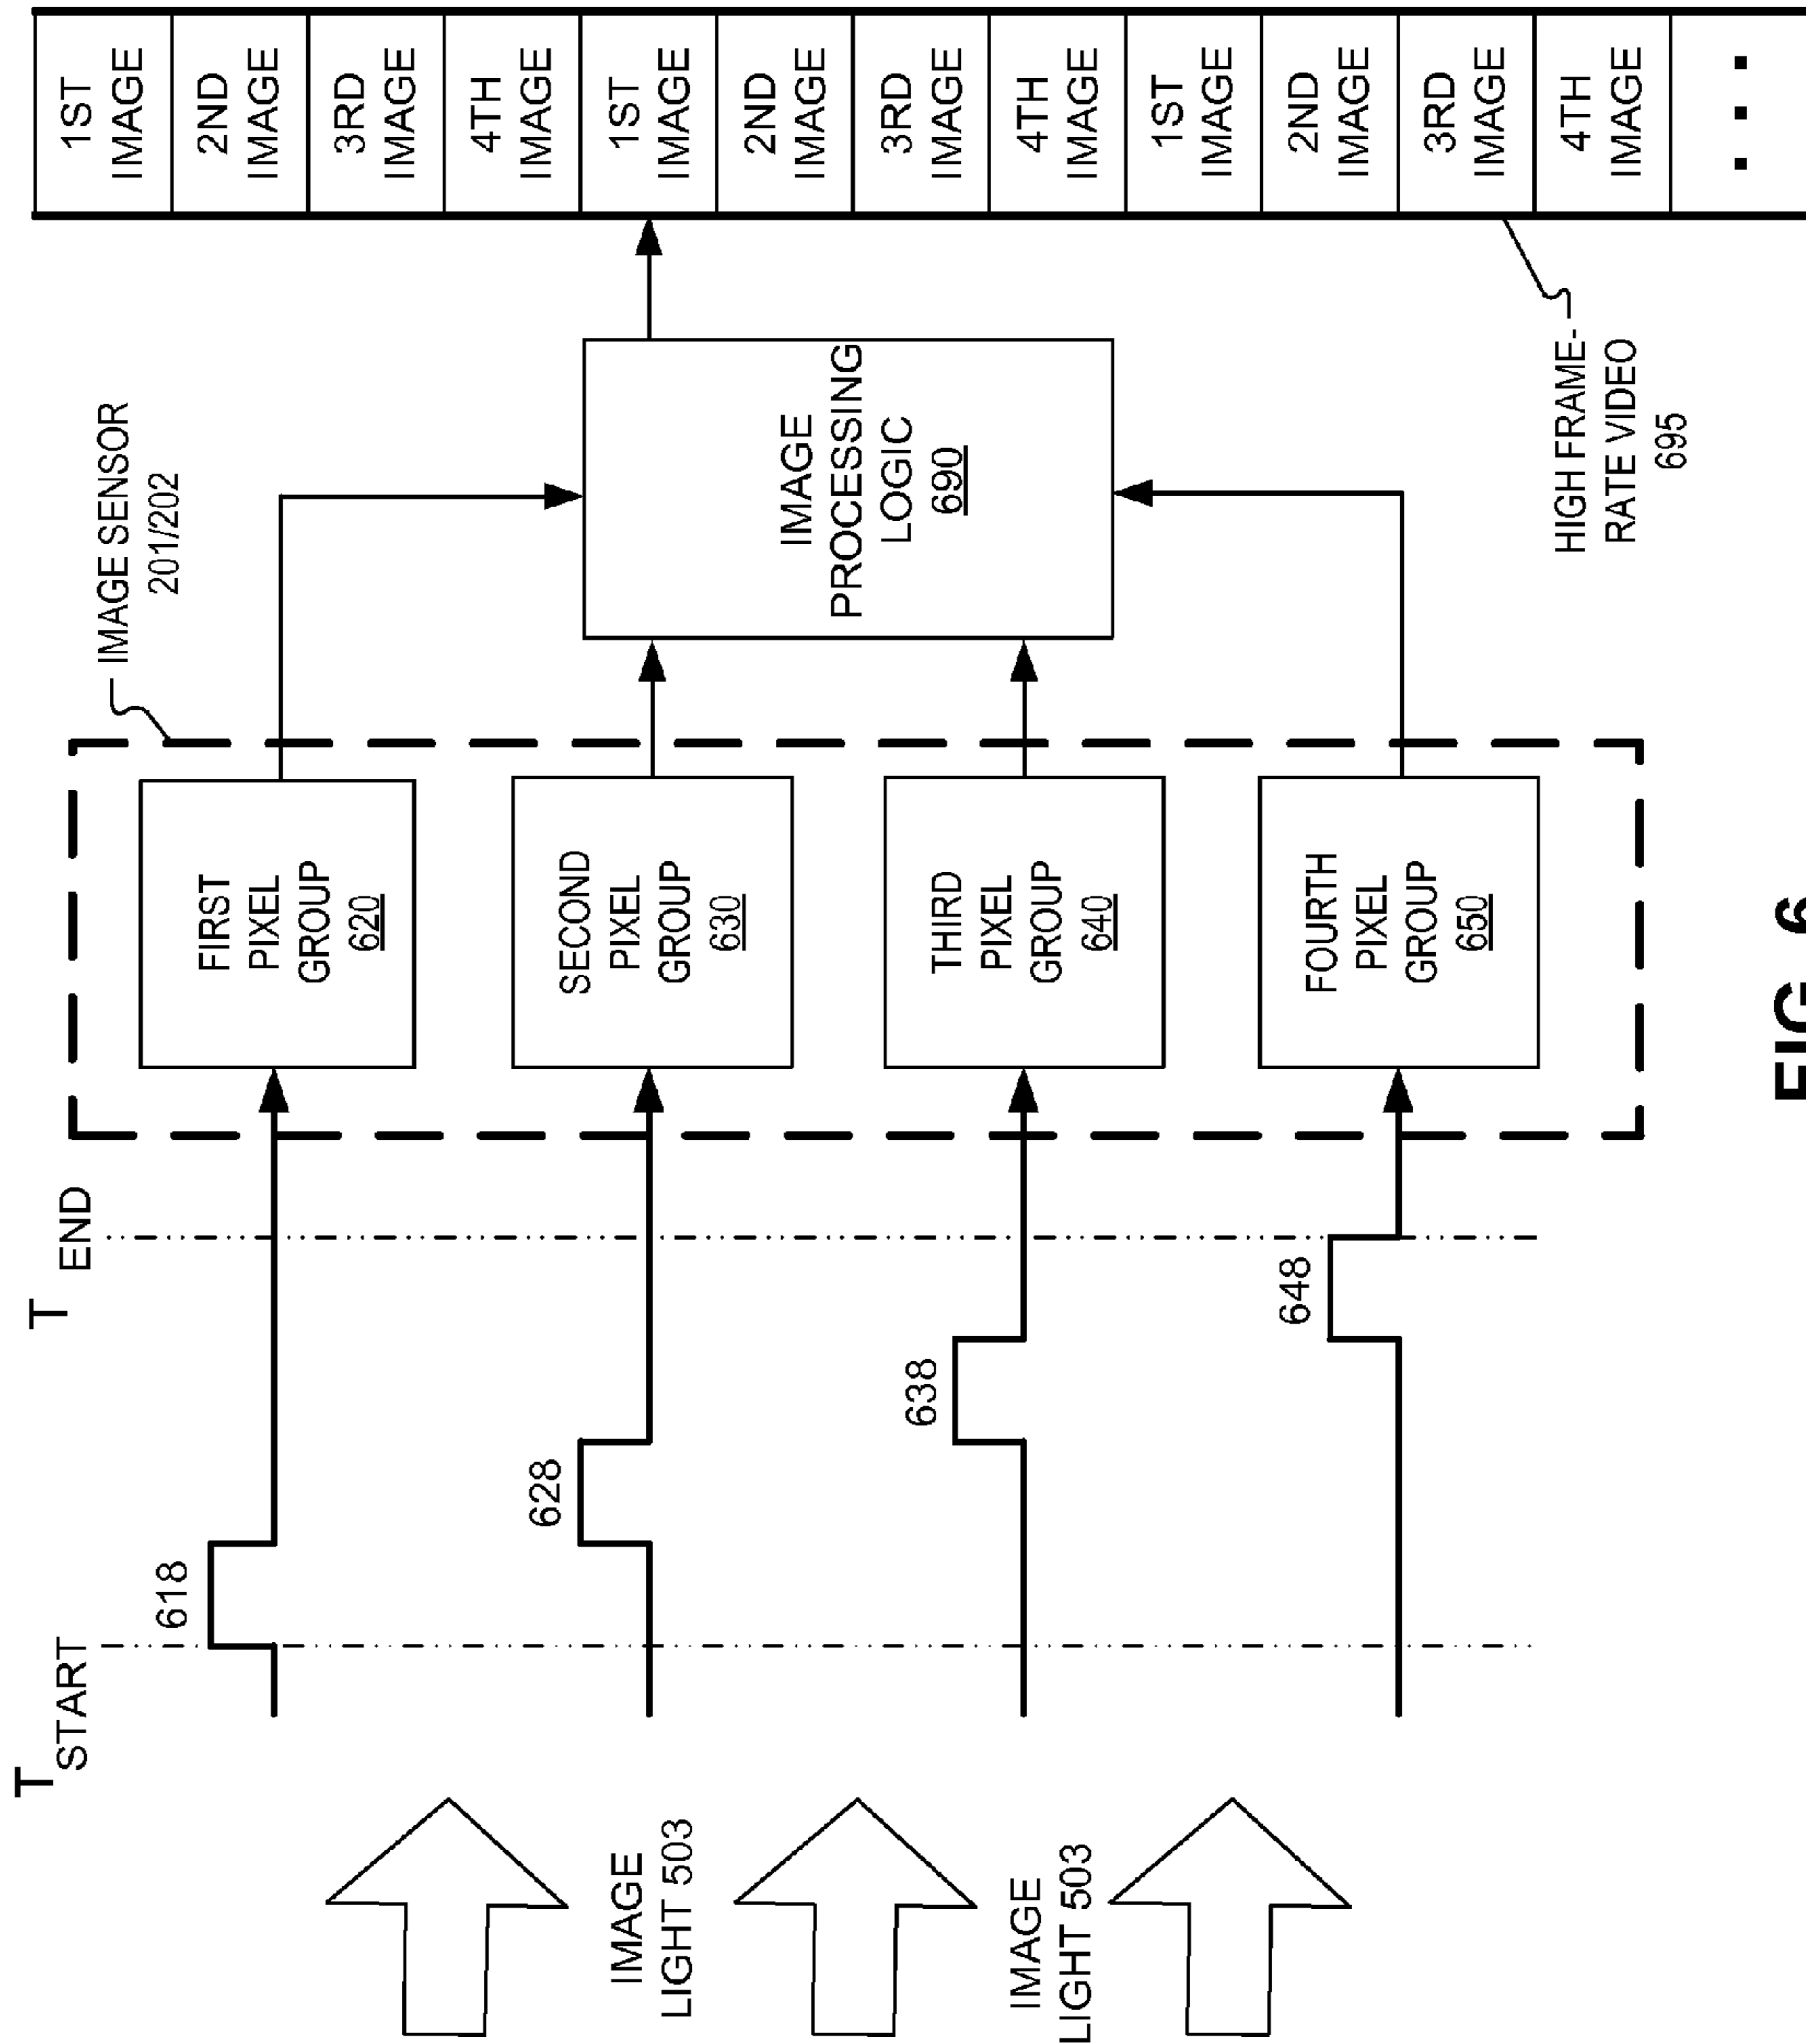 T START
T END
IMAGE SENSOR
201/202
IMAGE
LIGHT 503
IMAGE
LIGHT 503
618
628
638
648
FIRST
PIXEL
GROUP
620
SECOND
PIXEL
GROUP
630
THIRD
PIXEL
GROUP
640
FOURTH
PIXEL
GROUP
650
IMAGE
PROCESSING
LOGIC
690
HIGH FRAME-
RATE VIDEO
695
1ST
IMAGE
2ND
IMAGE
3RD
IMAGE
4TH
IMAGE
1ST
IMAGE
2ND
IMAGE
3RD
IMAGE
4TH
IMAGE
1ST
IMAGE
2ND
IMAGE
3RD
IMAGE
4TH
IMAGE
. . .
FIG 6